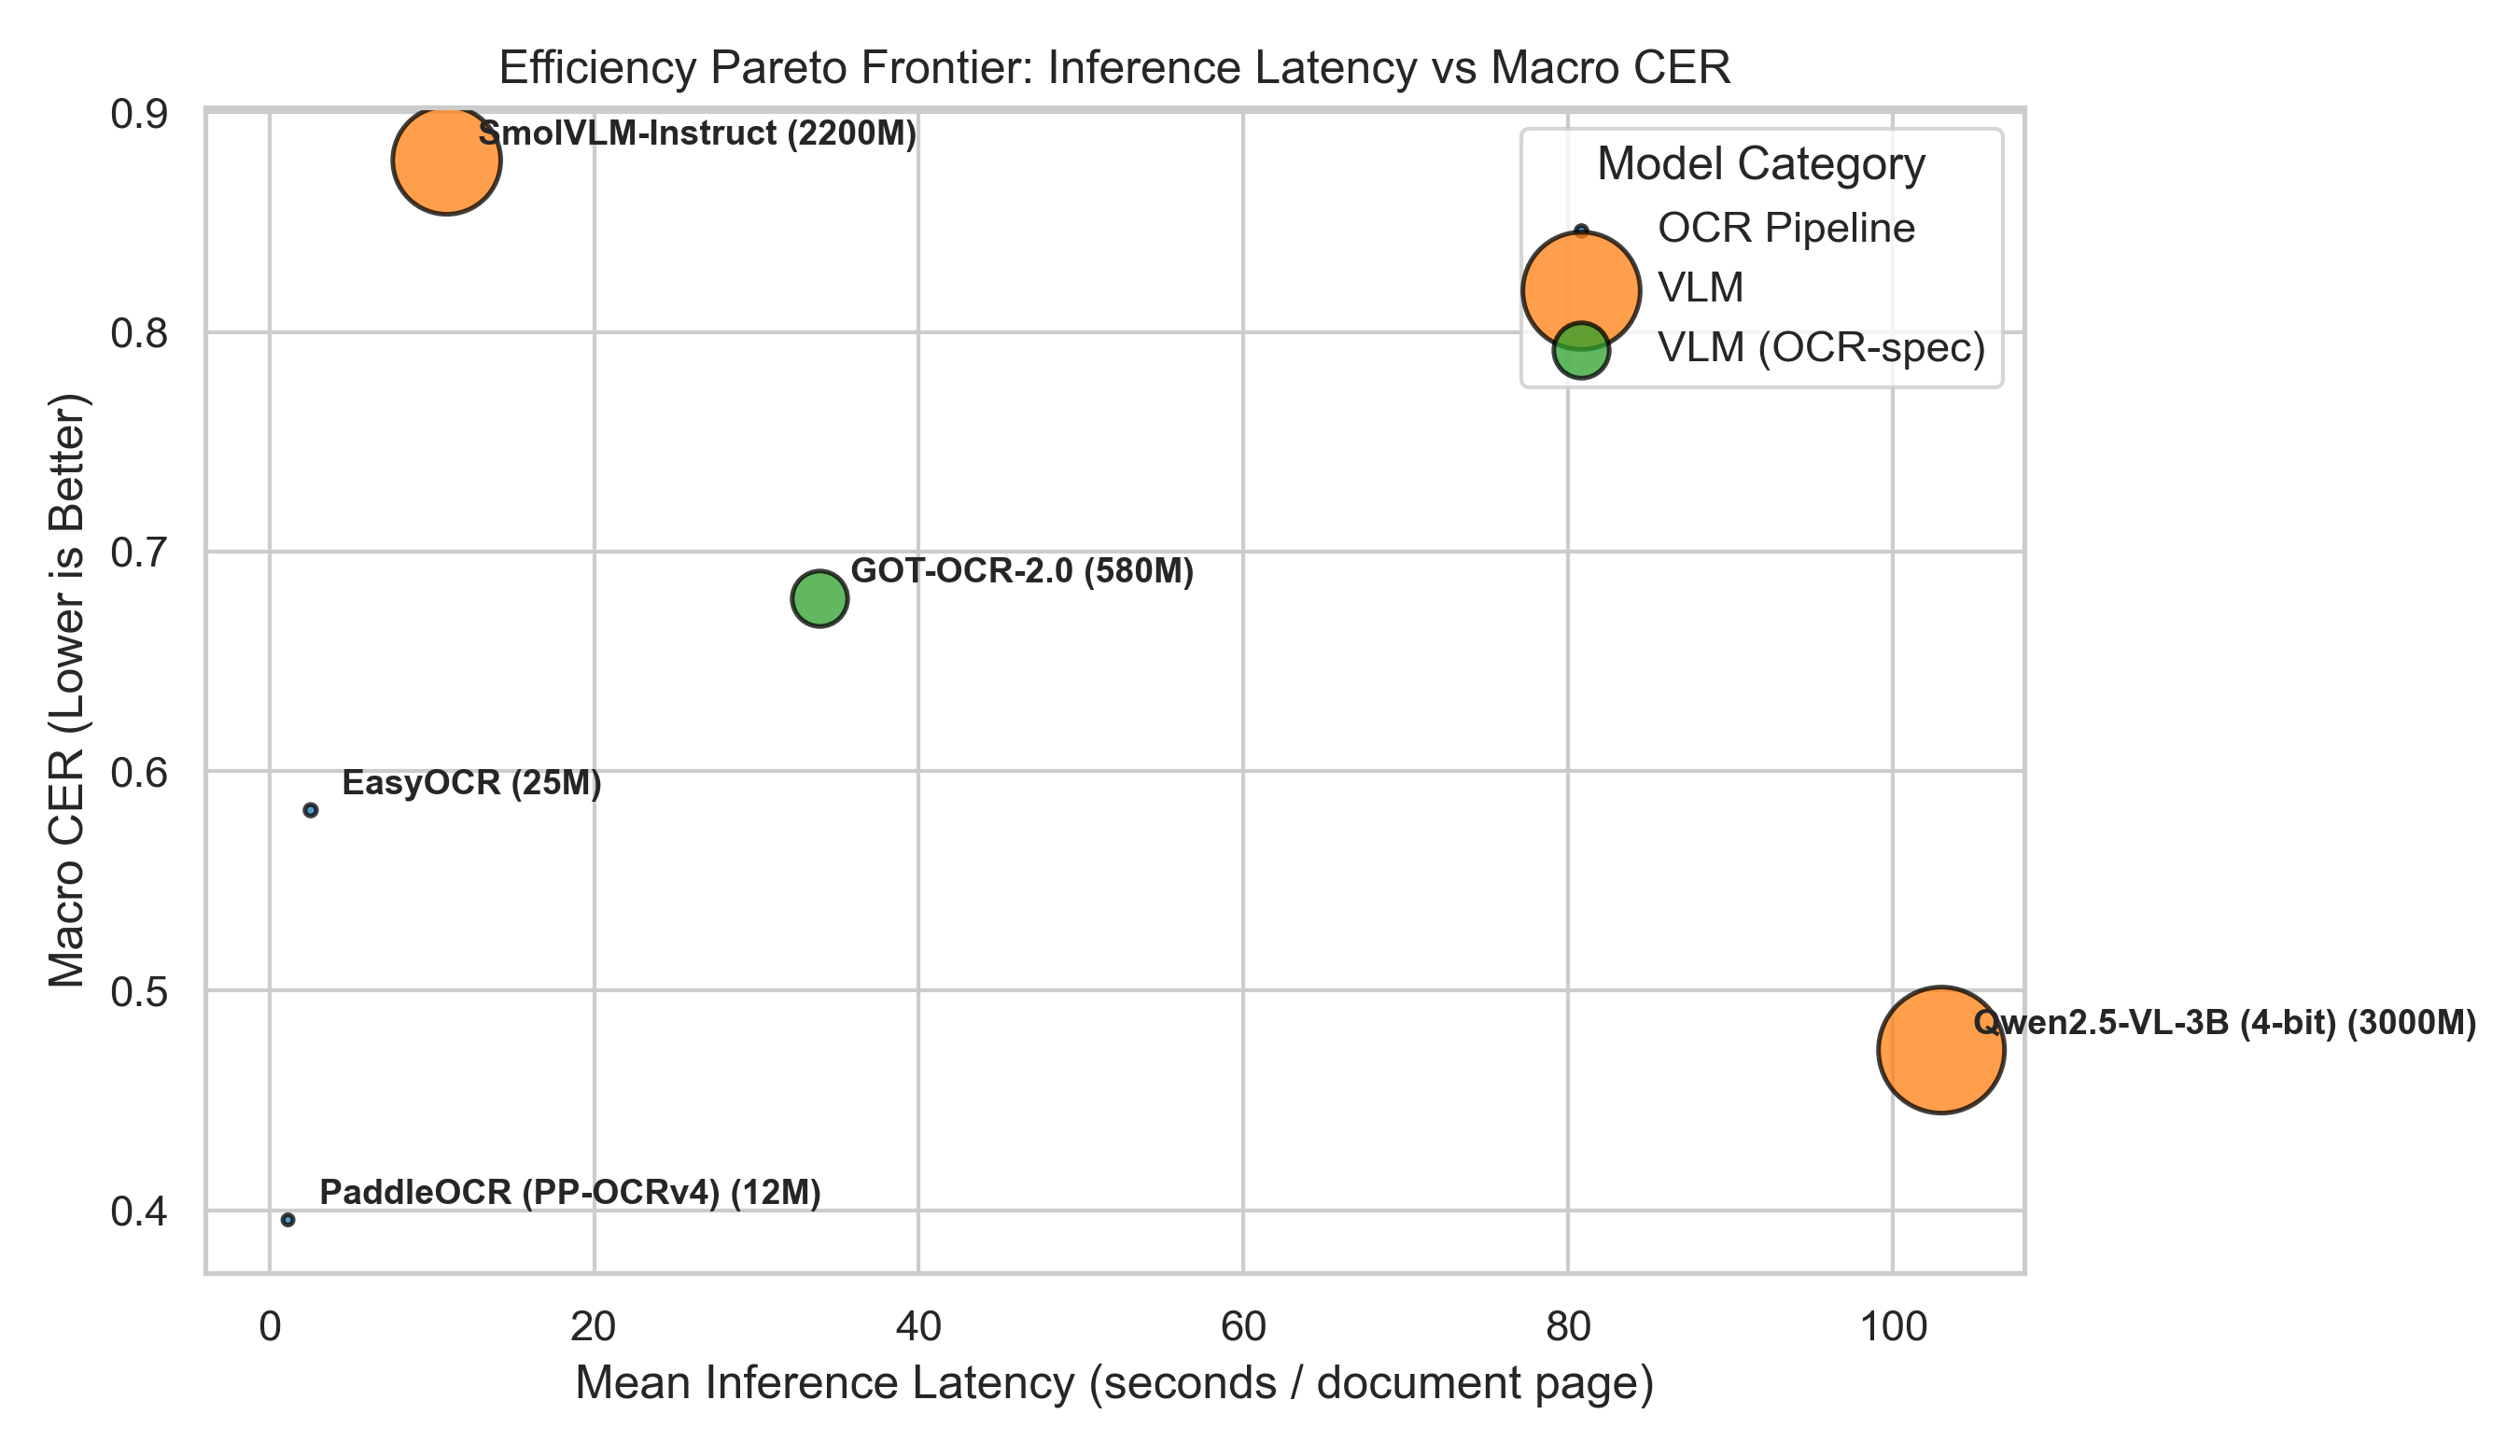 Efficiency Pareto Frontier: Inference Latency vs Macro CER
Macro CER (Lower is Better)
0.9
0.8
0.7
0.6
0.5
0.4
SmolVLM-Instruct (2200M)
Model Category
OCR Pipeline
VLM
VLM (OCR-spec)
GOT-OCR-2.0 (580M)
EasyOCR (25M)
Qwen2.5-VL-3B (4-bit) (3000M)
PaddleOCR (PP-OCRv4) (12M)
0 20 40 60 80 100
Mean Inference Latency (seconds / document page)